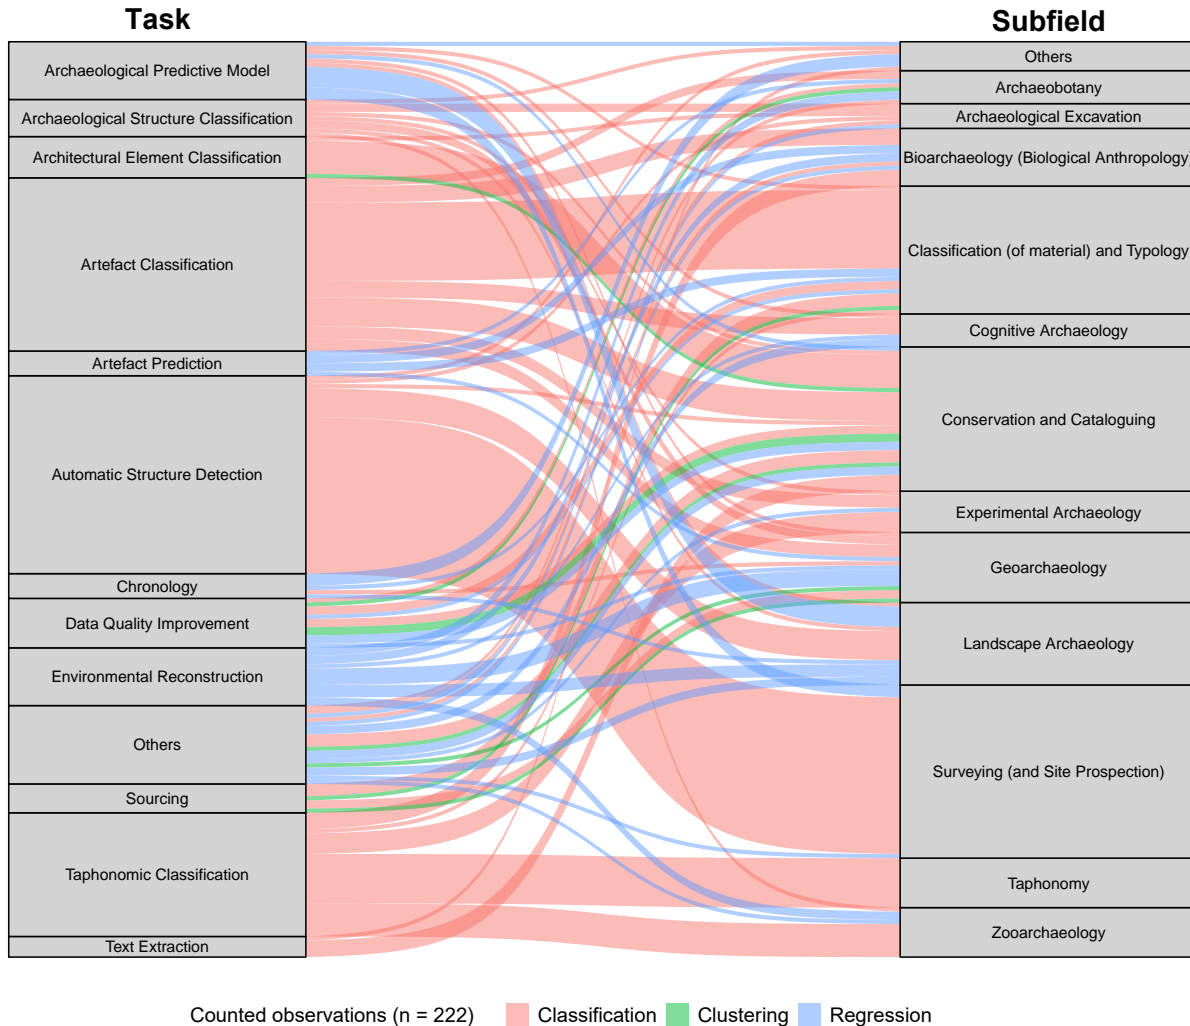 Task
Subfield
Archaeological Predictive Model
Archaeological Structure Classification
Architectural Element Classification
Artefact Classification
Artefact Prediction
Automatic Structure Detection
Chronology
Data Quality Improvement
Environmental Reconstruction
Others
Sourcing
Taphonomic Classification
Text Extraction
Others
Archaeobotany
Archaeological Excavation
Bioarchaeology (Biological Anthropology)
Classification (of material) and Typology
Cognitive Archaeology
Conservation and Cataloguing
Experimental Archaeology
Geoarchaeology
Landscape Archaeology
Surveying (and Site Prospection)
Taphonomy
Zooarchaeology
Counted observations (n = 222) Classification Clustering Regression